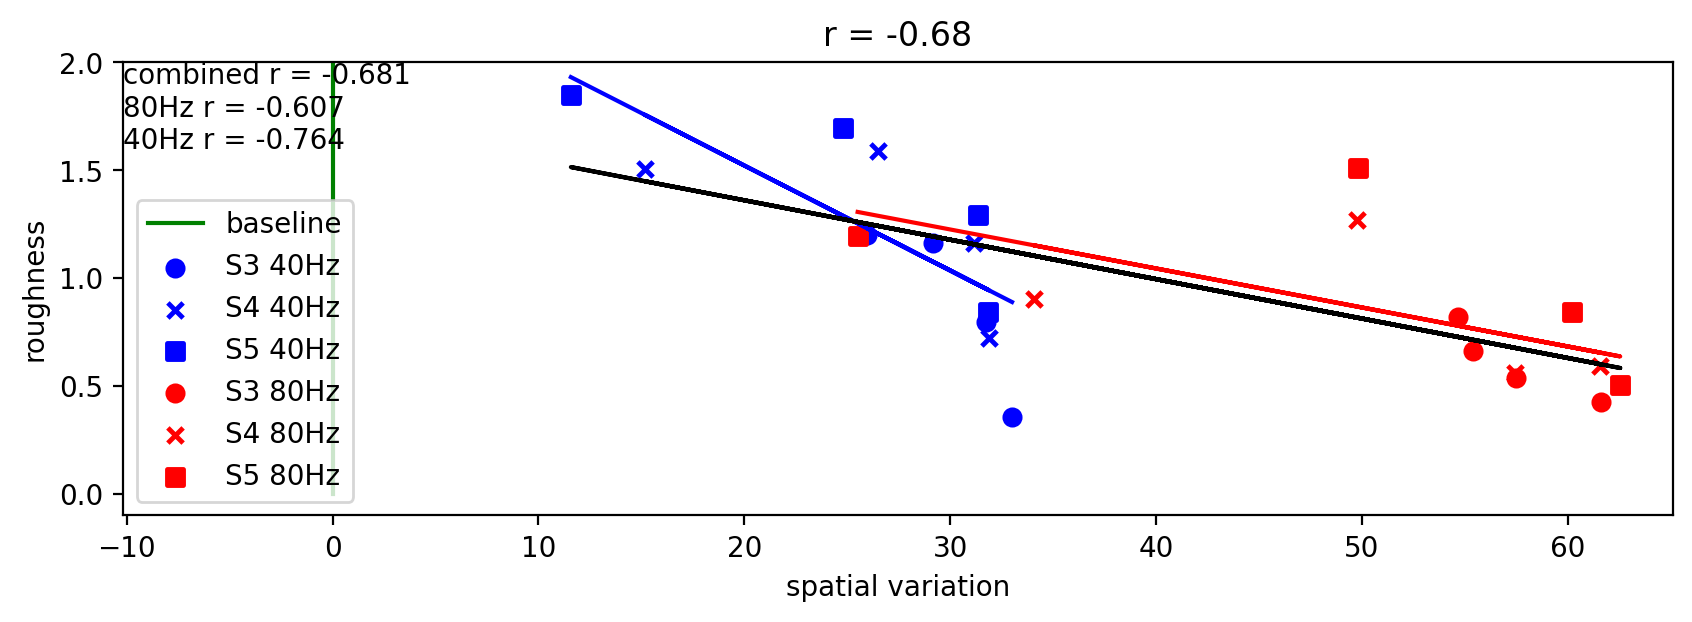 r = -0.68
combined r = -0.681
80Hz r = -0.607
40Hz r = -0.764
2.0
1.5
1.0
0.5
0.0
roughness
baseline
S3 40Hz
S4 40Hz
S5 40Hz
S3 80Hz
S4 80Hz
S5 80Hz
−10 0 10 20 30 40 50 60
spatial variation